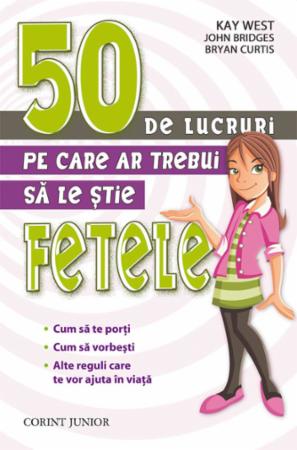 KAY WEST
JOHN BRIDGES
BRYAN CURTIS
50
DE LUCRURI
PE CARE AR TREBUI
SĂ LE ȘTIE
FETELE
• Cum să te porți
• Cum să vorbești
• Alte reguli care
te vor ajuta în viață
CORINT JUNIOR